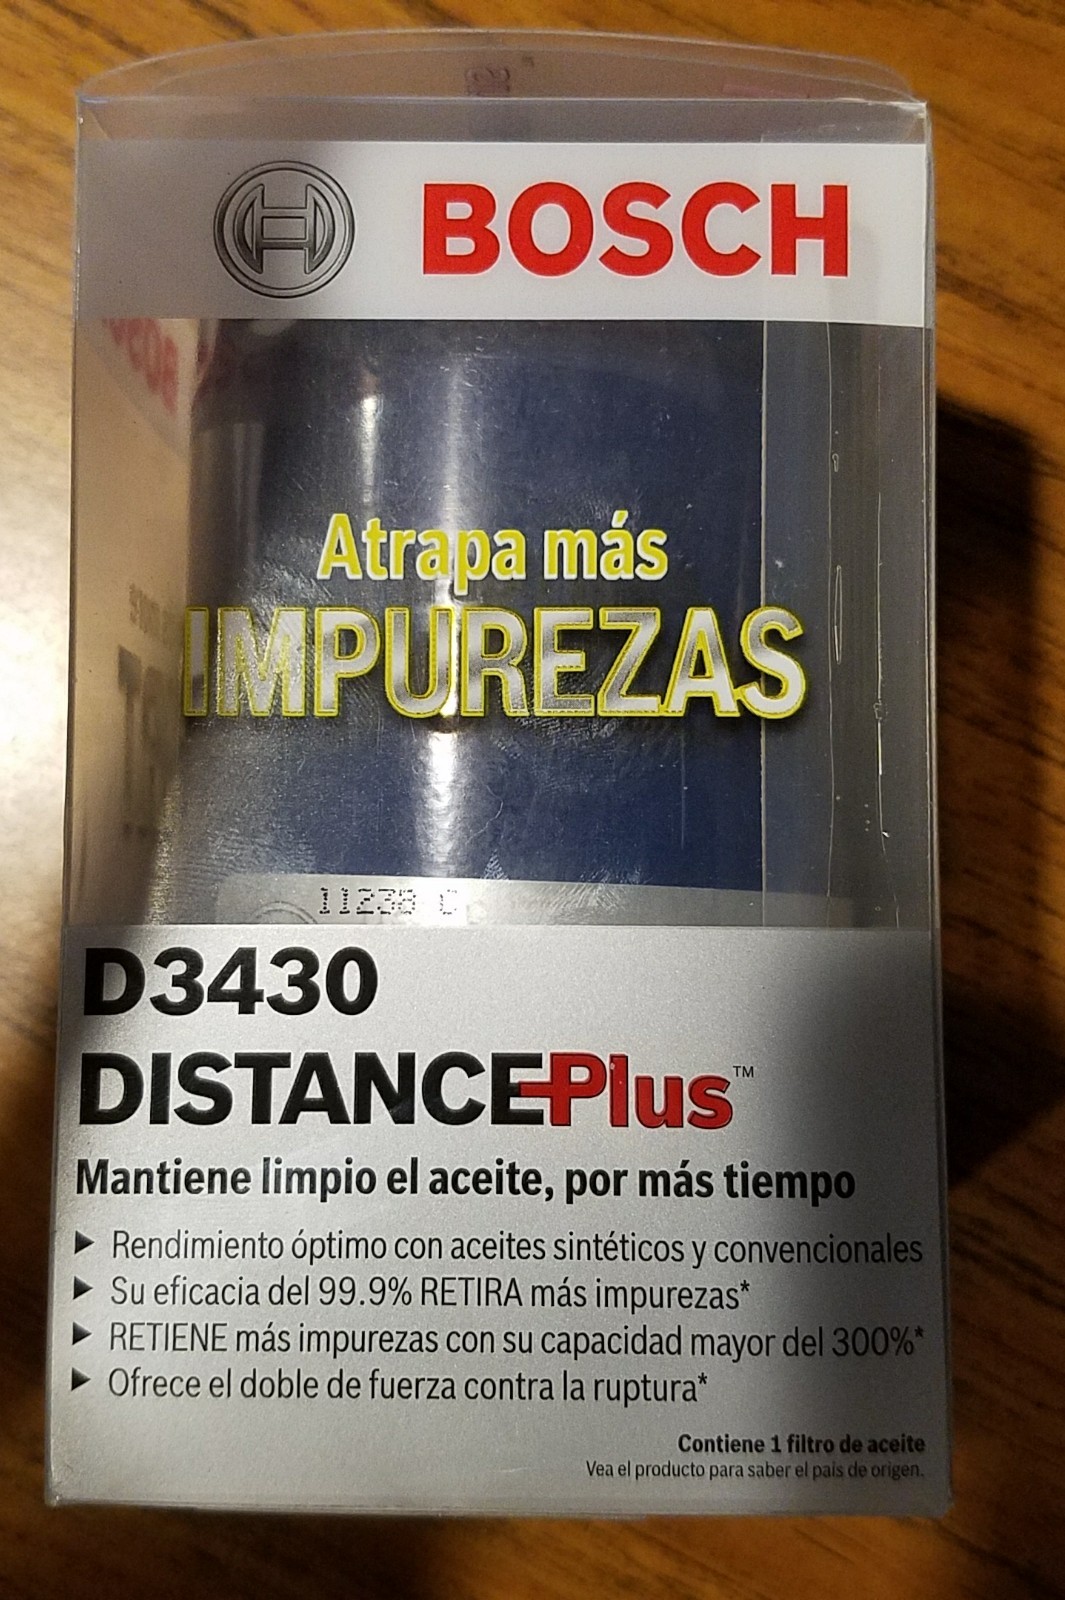 BOSCH
Atrapa más
IMPUREZAS
11238 C
D3430
DISTANCEPlus™
Mantiene limpio el aceite, por más tiempo
Rendimiento óptimo con aceites sintéticos y convencionales
Su eficacia del 99.9% RETIRA más impurezas*
RETIENE más impurezas con su capacidad mayor del 300%*
Ofrece el doble de fuerza contra la ruptura*
Contiene 1 filtro de aceite
Vea el producto para saber el pais de origen.